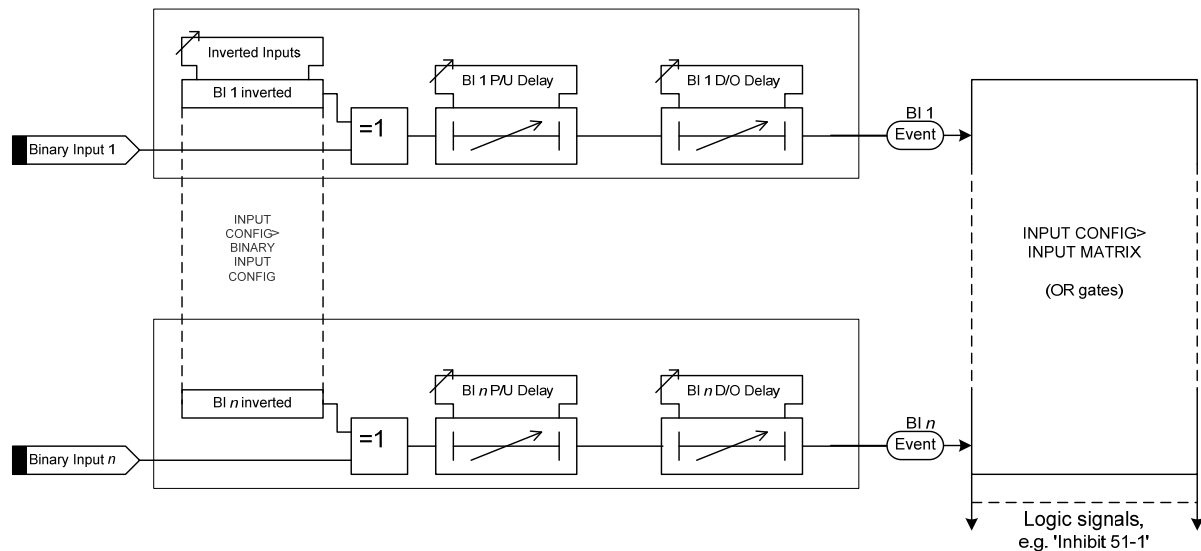 Inverted Inputs
BI 1 inverted
BI 1 P/U Delay
BI 1 D/O Delay
=1
Binary Input 1
BI 1
Event
INPUT
CONFIG>
BINARY
INPUT
CONFIG
INPUT CONFIG>
INPUT MATRIX
(OR gates)
BI n inverted
BI n P/U Delay
BI n D/O Delay
=1
Binary Input n
BI n
Event
Logic signals,
e.g. 'Inhibit 51-1'